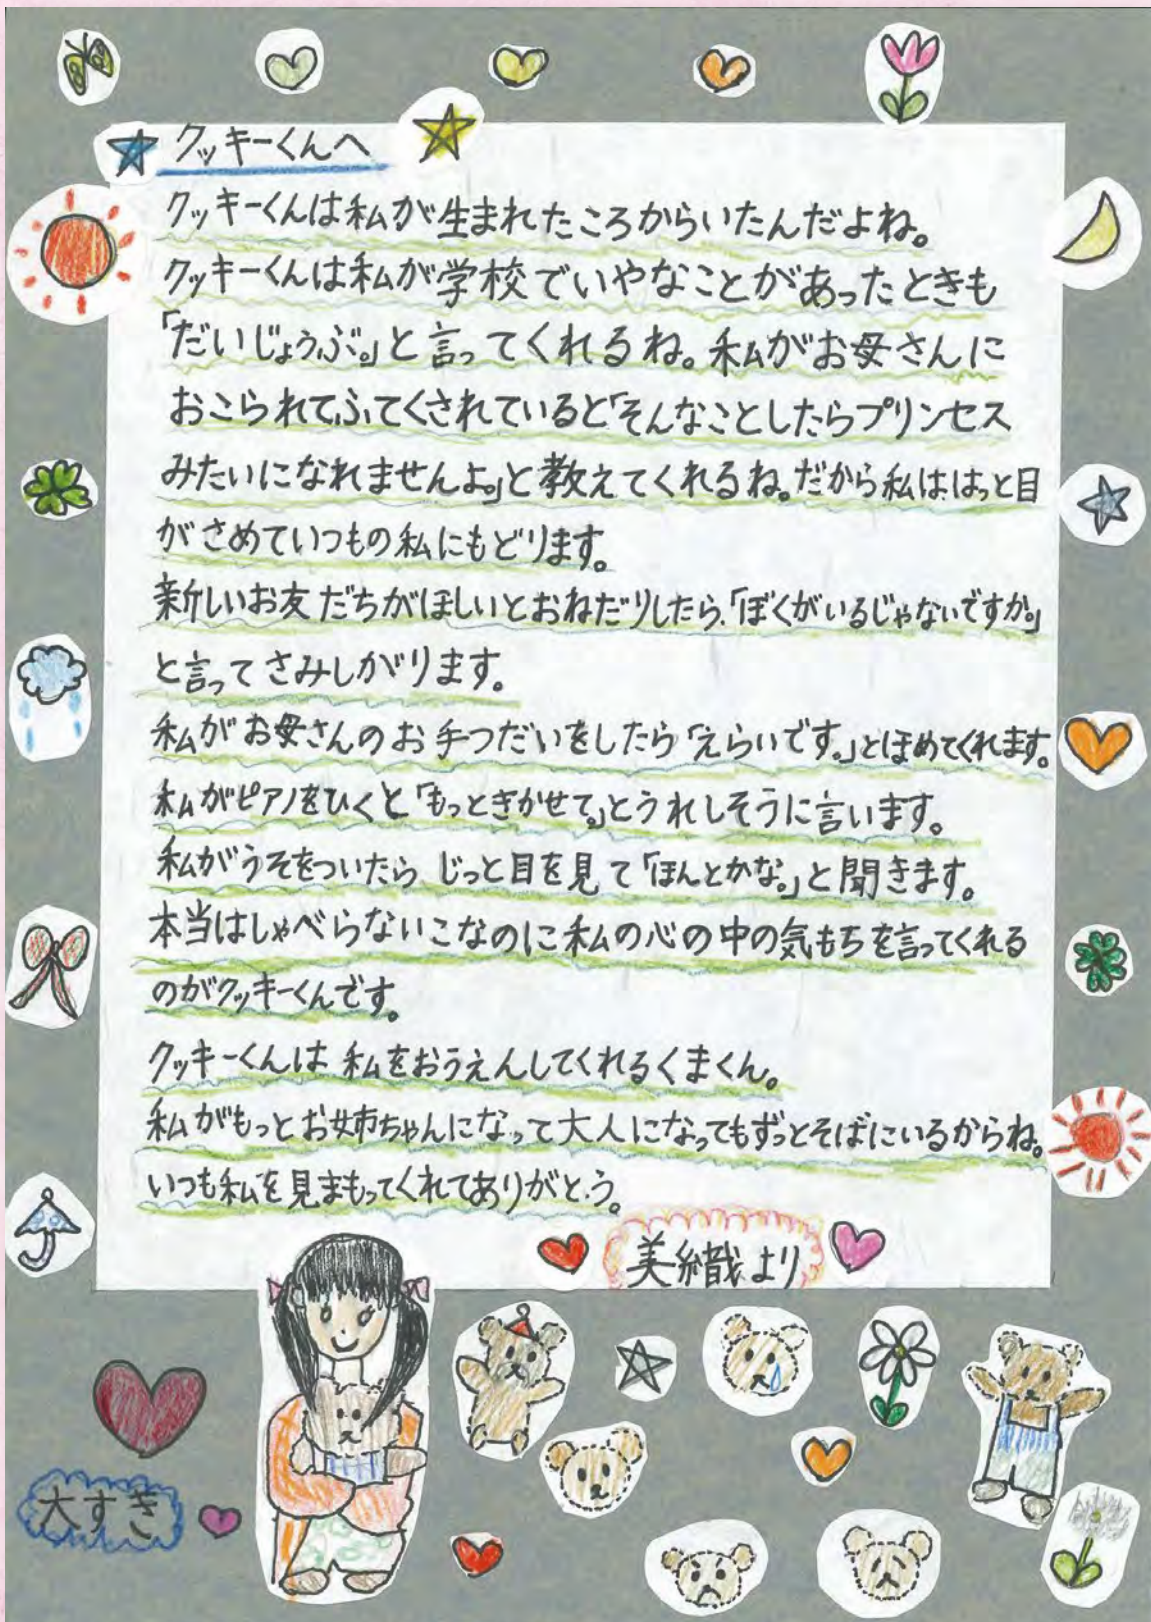 クッキーくんへ
クッキーくんは私が生まれたころからいたんだよね。
クッキーくんは私が学校でいやなことがあったときも
「だいじょうぶ。」と言ってくれるね。私がお母さんに
おこられてふてくされていると「そんなことしたらプリンセス
みたいになれませんよ。」と教えてくれるね。だから私ははっと目
がさめていつもの私にもどります。
新しいお友だちがほしいとおねだりしたら、「ぼくがいるじゃないですか。」
と言ってさみしがります。
私がお母さんのお手つだいをしたら「えらいです。」とほめてくれます。
私がピアノをひくと「もっときかせて。」とうれしそうに言います。
私がうそをついたら じっと目を見て「ほんとかな。」と聞きます。
本当はしゃべらないこなのに私の心の中の気もちを言ってくれる
のがクッキーくんです。
クッキーくんは私をおうえんしてくれるくまくん。
私がもっとお姉ちゃんになって大人になってもずっとそばにいるからね。
いつも私を見まもってくれてありがとう。
美織より
大すき